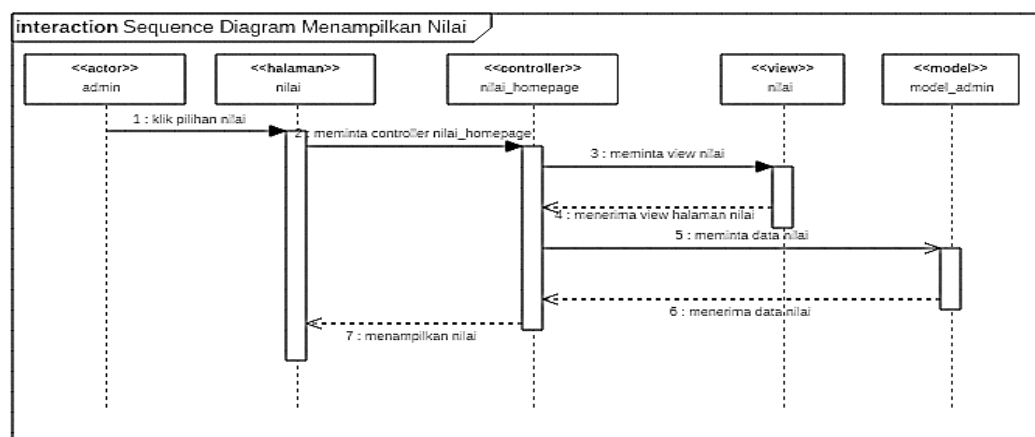 interaction Sequence Diagram Menampilkan Nilai
<<actor>>
admin
<<halaman>>
nilai
<<controller>>
nilai_homepage
<<view>>
nilai
<<model>>
model_admin
1 : klik pilihan nilai
2 : meminta controller nilai_homepage
3 : meminta view nilai
4 : menerima view halaman nilai
5 : meminta data nilai
6 : menerima data nilai
7 : menampilkan nilai